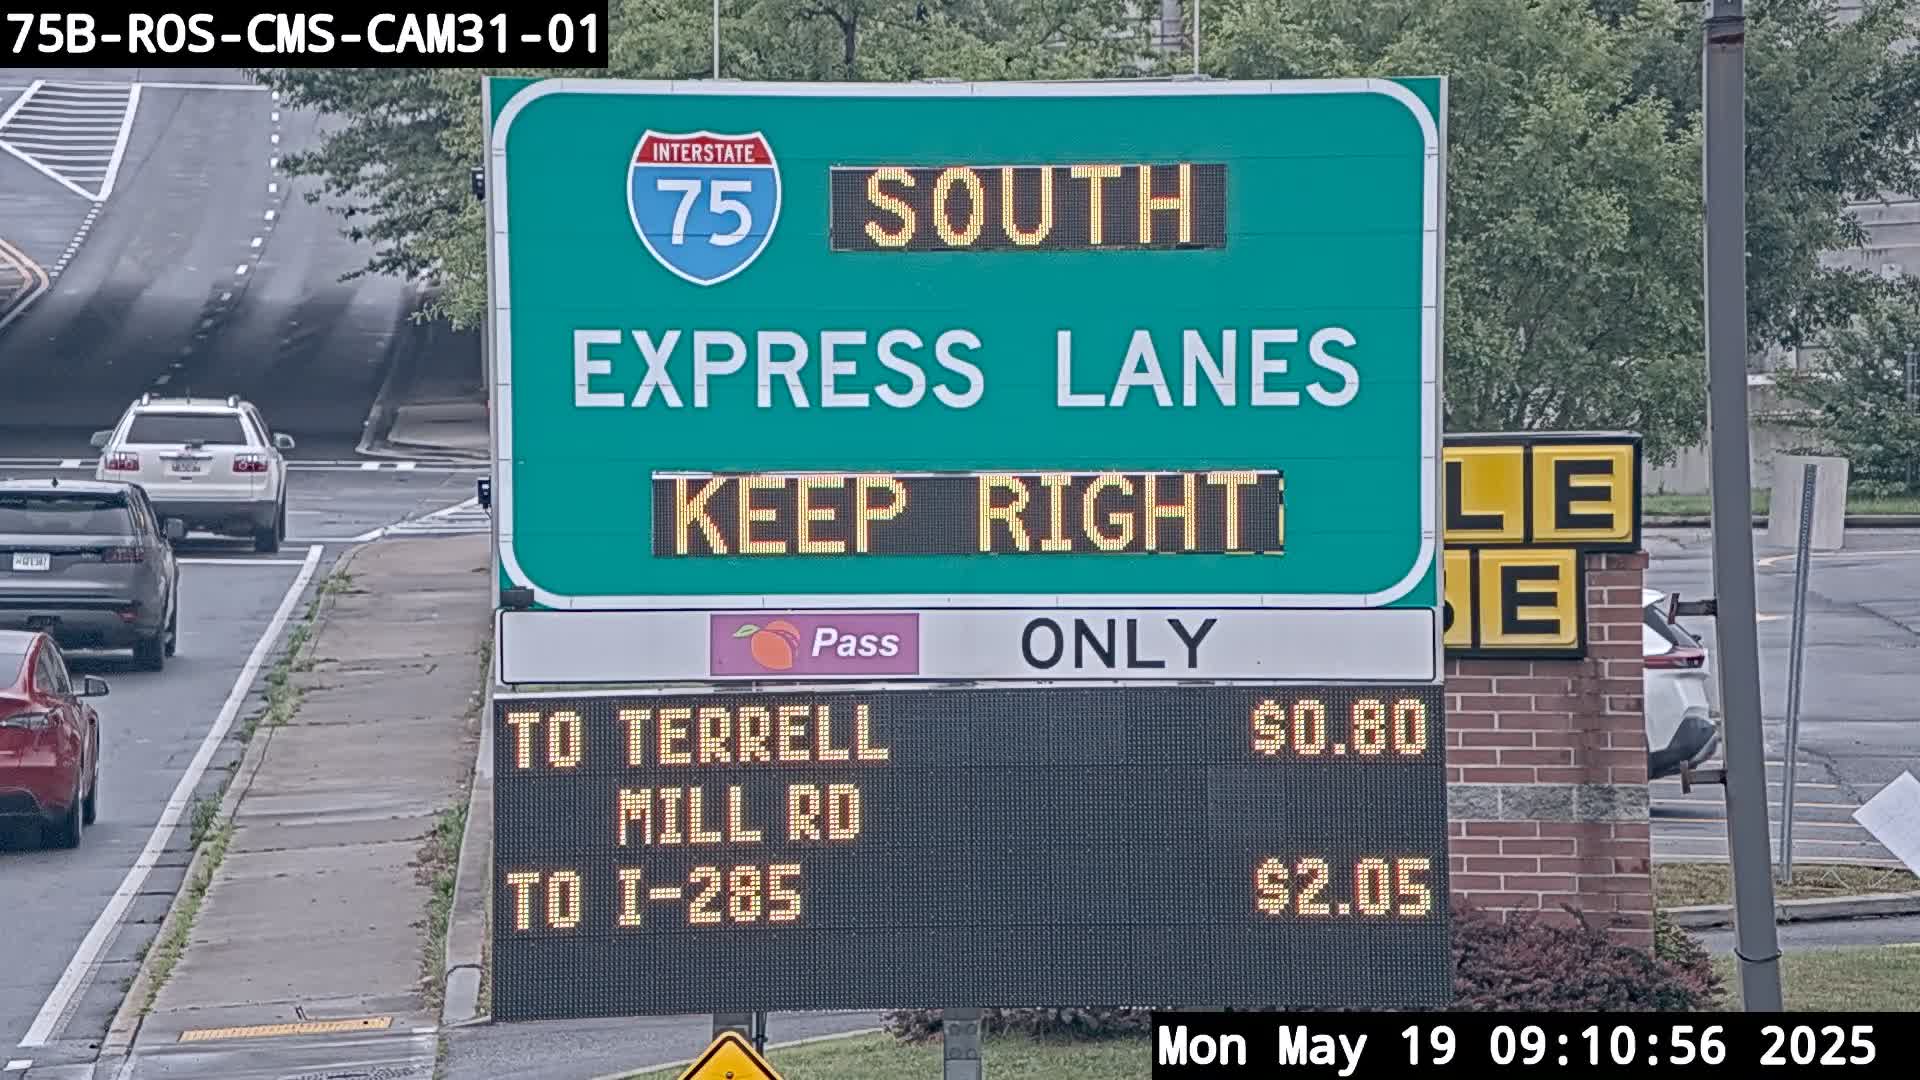 75B-ROS-CMS-CAM31-01
INTERSTATE
75
SOUTH
EXPRESS LANES
KEEP RIGHT
LE
E
Pass ONLY
TO TERRELL $0.80
MILL RD
TO I-285 $2.05
Mon May 19 09:10:56 2025